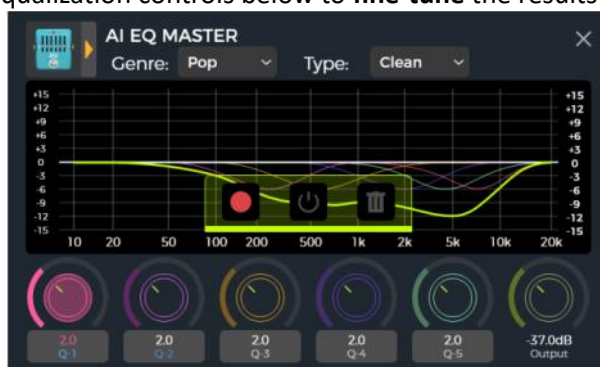 qualization controls below to fine-tune the results
AI EQ MASTER
Genre: Pop Type: Clean
+15 +15
+12 +12
+9 +9
+6 +6
+3 +3
0 0
-3 -3
-6 -6
-9 -9
-12 -12
-15 -15
10 20 50 100 200 500 1k 2k 5k 10k 20k
2.0 2.0 2.0 2.0 2.0 -37.0dB
Q-1 Q-2 Q-3 Q-4 Q-5 Output